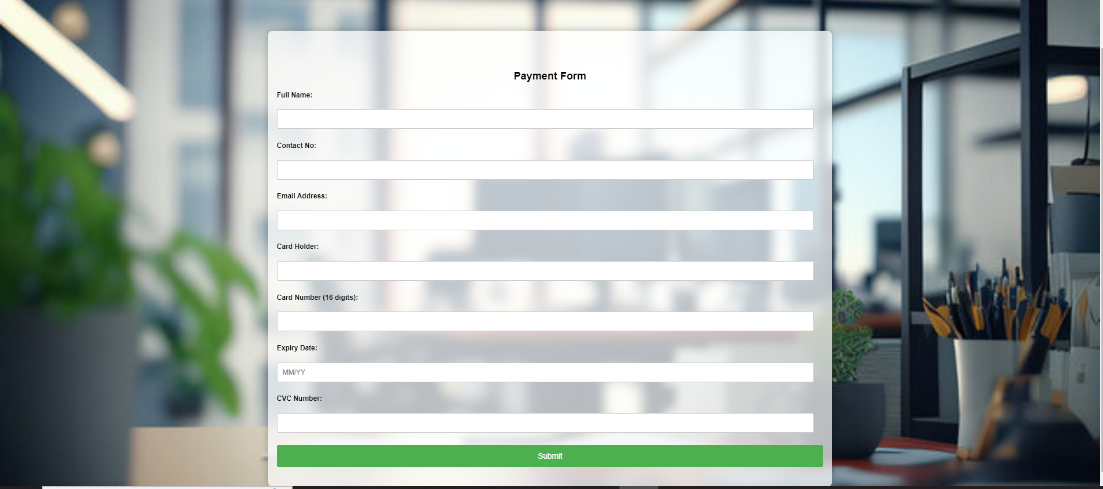 Payment Form
Full Name:
Contact No:
Email Address:
Card Holder:
Card Number (16 digits):
Expiry Date:
MM/YY
CVC Number:
Submit